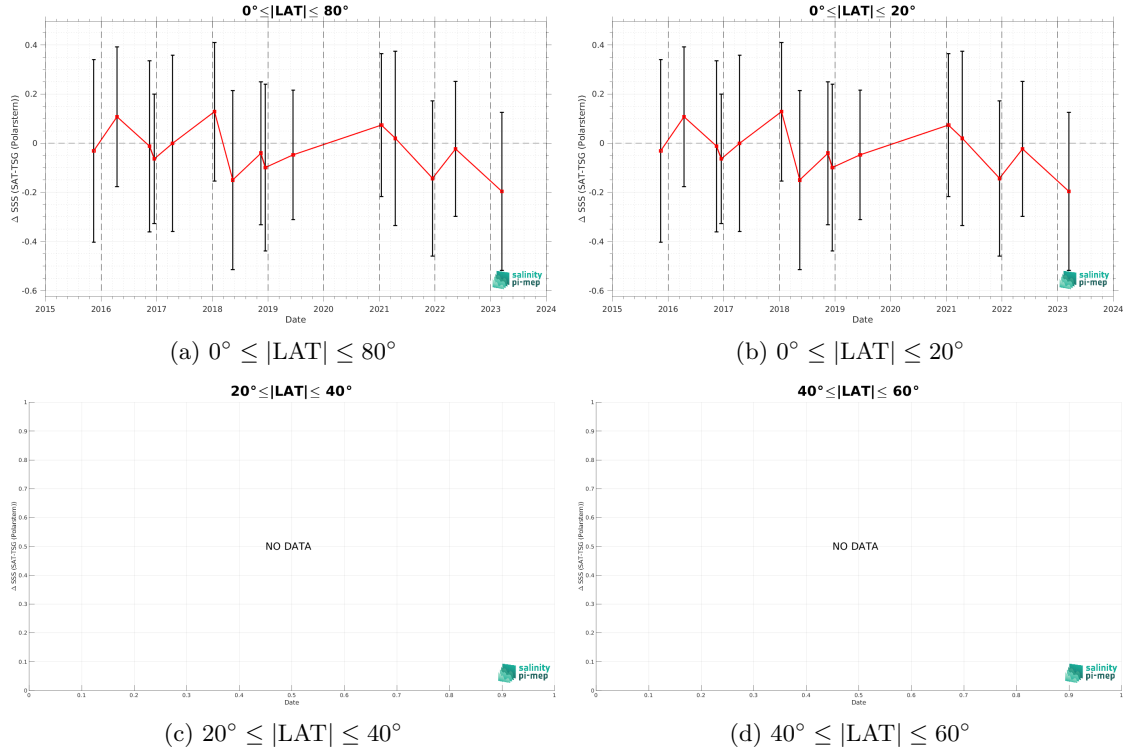 0°≤|LAT|≤ 80°
Δ SSS (SAT-TSG (Polarstern))
0.4
0.2
0
-0.2
-0.4
-0.6
2015 2016 2017 2018 2019 2020 2021 2022 2023 2024
Date
salinity
pi-mep
(a) 0° ≤ |LAT| ≤ 80°
0°≤|LAT|≤ 20°
Δ SSS (SAT-TSG (Polarstern))
0.4
0.2
0
-0.2
-0.4
-0.6
2015 2016 2017 2018 2019 2020 2021 2022 2023 2024
Date
salinity
pi-mep
(b) 0° ≤ |LAT| ≤ 20°
20°≤|LAT|≤ 40°
Δ SSS (SAT-TSG (Polarstern))
1
0.9
0.8
0.7
0.6
0.5
0.4
0.3
0.2
0.1
0
NO DATA
0 0.1 0.2 0.3 0.4 0.5 0.6 0.7 0.8 0.9 1
Date
salinity
pi-mep
(c) 20° ≤ |LAT| ≤ 40°
40°≤|LAT|≤ 60°
Δ SSS (SAT-TSG (Polarstern))
1
0.9
0.8
0.7
0.6
0.5
0.4
0.3
0.2
0.1
0
NO DATA
0 0.1 0.2 0.3 0.4 0.5 0.6 0.7 0.8 0.9 1
Date
salinity
pi-mep
(d) 40° ≤ |LAT| ≤ 60°